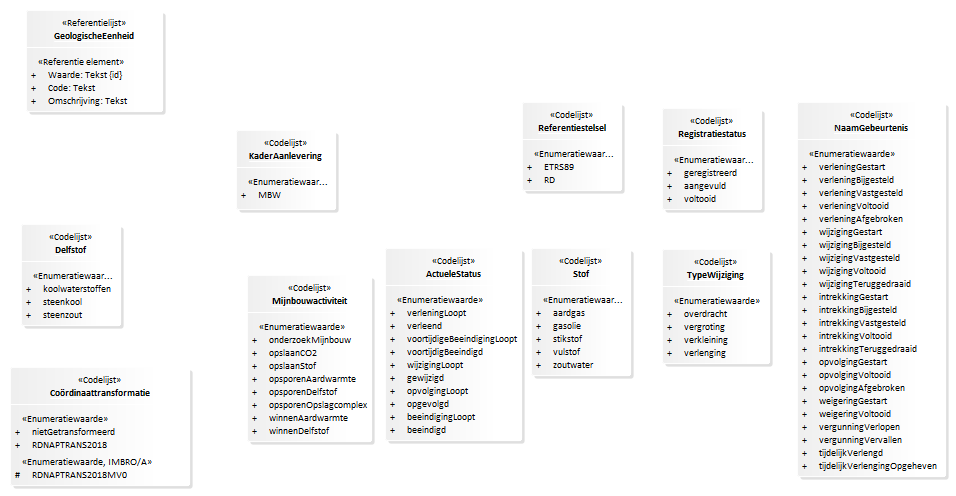 «Referentielijst»
GeologischeEenheid
«Referentie element»
+ Waarde: Tekst {id}
+ Code: Tekst
+ Omschrijving: Tekst
«Codelijst»
KaderAanlevering
«Enumeratiewaar...
+ MBW
«Codelijst»
Referentiestelsel
«Enumeratiewaar...
+ ETRS89
+ RD
«Codelijst»
Registratiestatus
«Enumeratiewaar...
+ geregistreerd
+ aangevuld
+ voltooid
«Codelijst»
NaamGebeurtenis
«Enumeratiewaarde»
+ verleningGestart
+ verleningBijgesteld
+ verleningVastgesteld
+ verleningVoltooid
+ verleningAfgebroken
+ wijzigingGestart
+ wijzigingBijgesteld
+ wijzigingVastgesteld
+ wijzigingVoltooid
+ wijzigingTeruggedraaid
+ intrekkingGestart
+ intrekkingBijgesteld
+ intrekkingVastgesteld
+ intrekkingVoltooid
+ intrekkingTeruggedraaid
+ opvolgingGestart
+ opvolgingVoltooid
+ opvolgingAfgebroken
+ weigeringGestart
+ weigeringVoltooid
+ vergunningVerlopen
+ vergunningVervallen
+ tijdelijkVerlengd
+ tijdelijkVerlengingOpgeheven
«Codelijst»
Delfstof
«Enumeratiewaar...
+ koolwaterstoffen
+ steenkool
+ steenzout
«Codelijst»
Mijnbouwactiviteit
«Enumeratiewaarde»
+ onderzoekMijnbouw
+ opslaanCO2
+ opslaanStof
+ opsporenAardwarmte
+ opsporenDelfstof
+ opsporenOpslagcomplex
+ winnenAardwarmte
+ winnenDelfstof
«Codelijst»
ActueleStatus
«Enumeratiewaarde»
+ verleningLoopt
+ verleend
+ voortijdigeBeeindigingLoopt
+ voortijdigBeeindigd
+ wijzigingLoopt
+ gewijzigd
+ opvolgingLoopt
+ opgevolgd
+ beeindigingLoopt
+ beeindigd
«Codelijst»
Stof
«Enumeratiewaar...
+ aardgas
+ gasolie
+ stikstof
+ vulstof
+ zoutwater
«Codelijst»
TypeWijziging
«Enumeratiewaarde»
+ overdracht
+ vergroting
+ verkleining
+ verlenging
«Codelijst»
Coördinaattransformatie
«Enumeratiewaarde»
+ nietGetransformeerd
+ RDNAPTRANS2018
«Enumeratiewaarde, IMBRO/A»
# RDNAPTRANS2018MV0